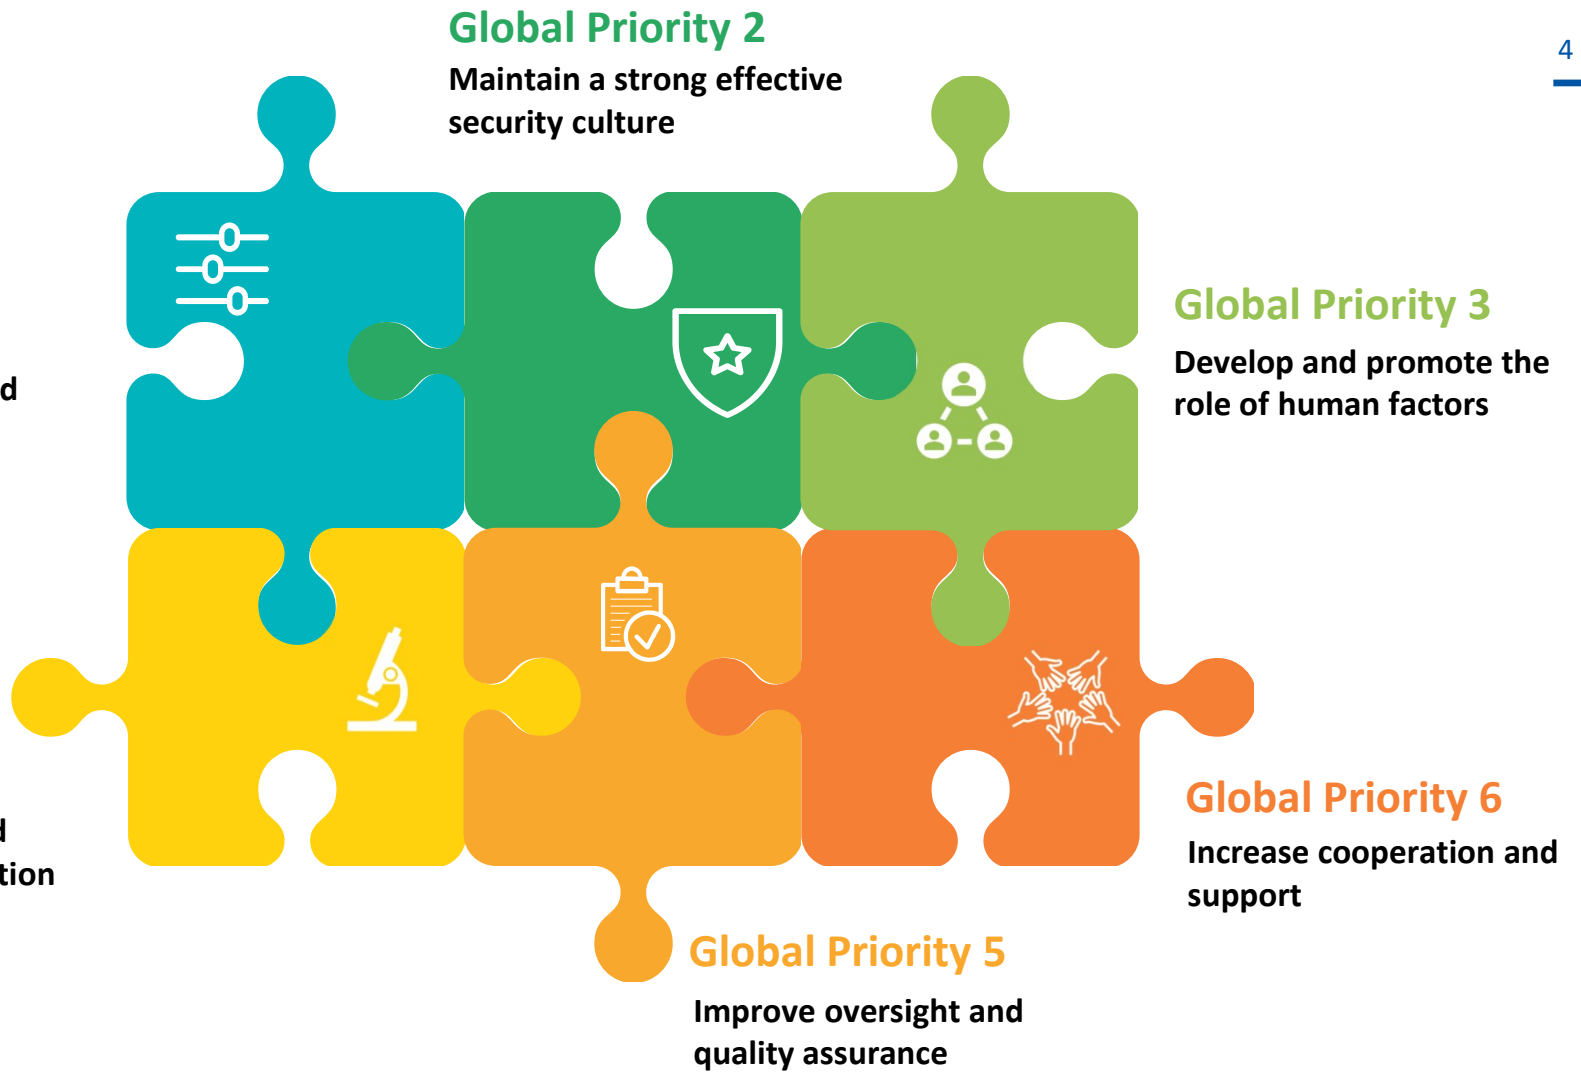 Global Priority 2
Maintain a strong effective
security culture
4
Global Priority 3
Develop and promote the
role of human factors
Global Priority 6
Increase cooperation and
support
Global Priority 5
Improve oversight and
quality assurance